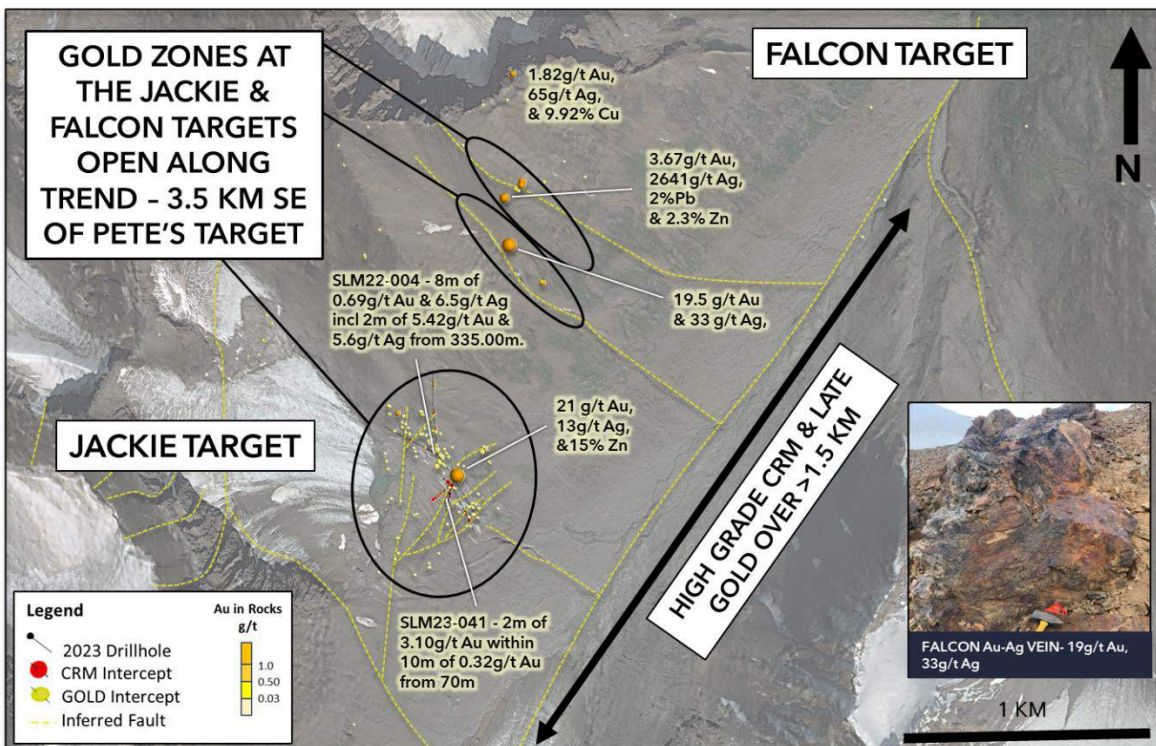 GOLD ZONES AT
THE JACKIE &
FALCON TARGETS
OPEN ALONG
TREND - 3.5 KM SE
OF PETE'S TARGET
FALCON TARGET
N
1.82g/t Au,
65g/t Ag,
& 9.92% Cu
3.67g/t Au,
2641g/t Ag,
2%Pb
& 2.3% Zn
19.5 g/t Au
& 33 g/t Ag,
SLM22-004 - 8m of
0.69g/t Au & 6.5g/t Ag
incl 2m of 5.42g/t Au &
5.6g/t Ag from 335.00m.
JACKIE TARGET
21 g/t Au,
13g/t Ag,
&15% Zn
HIGH GRADE CRM & LATE
GOLD OVER >1.5 KM
SLM23-041 - 2m of
3.10g/t Au within
10m of 0.32g/t Au
from 70m
Legend
2023 Drillhole
CRM Intercept
GOLD Intercept
Inferred Fault
Au in Rocks
g/t
1.0
0.50
0.03
FALCON Au-Ag VEIN- 19g/t Au,
33g/t Ag
1 KM